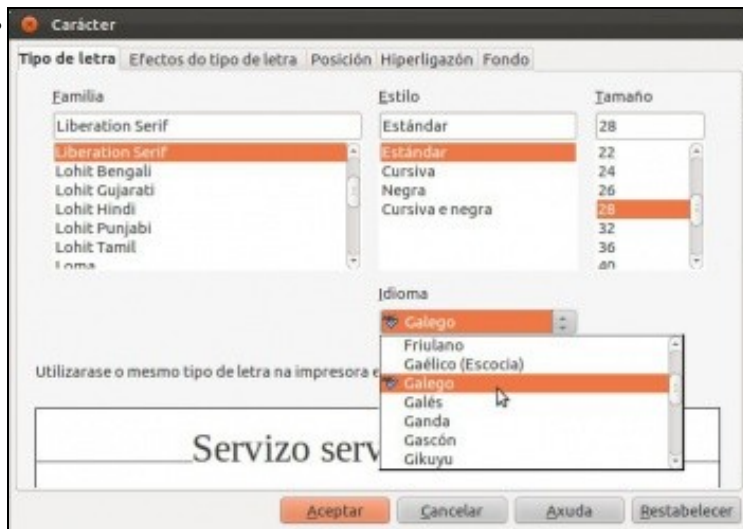 Carácter
Tipo de letra Efectos do tipo de letra Posición Hiperligazón Fondo
Familia Estilo Tamaño
Liberation Serif Estándar 28
Liberation Serif Estándar 22
Lohit Bengali Cursiva 24
Lohit Gujarati Negra 26
Lohit Hindi Cursiva e negra 28
Lohit Punjabi 32
Lohit Tamil 36
Loma 40
Idioma
Galego
Friulano
Gaélico (Escocia)
Utilizarase o mesmo tipo de letra na impresora e
Galego
Galés
Ganda
Gascón
Gikuyu
Servizo serv
Aceptar Cancelar Axuda Restabelecer